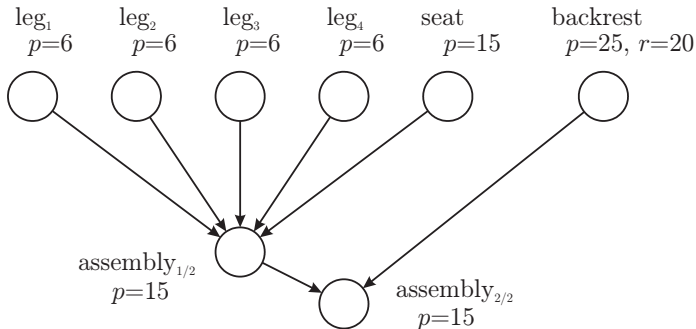 leg₁
p=6
leg₂
p=6
leg₃
p=6
leg₄
p=6
seat
p=15
backrest
p=25, r=20
assembly₁/₂
p=15
assembly₂/₂
p=15